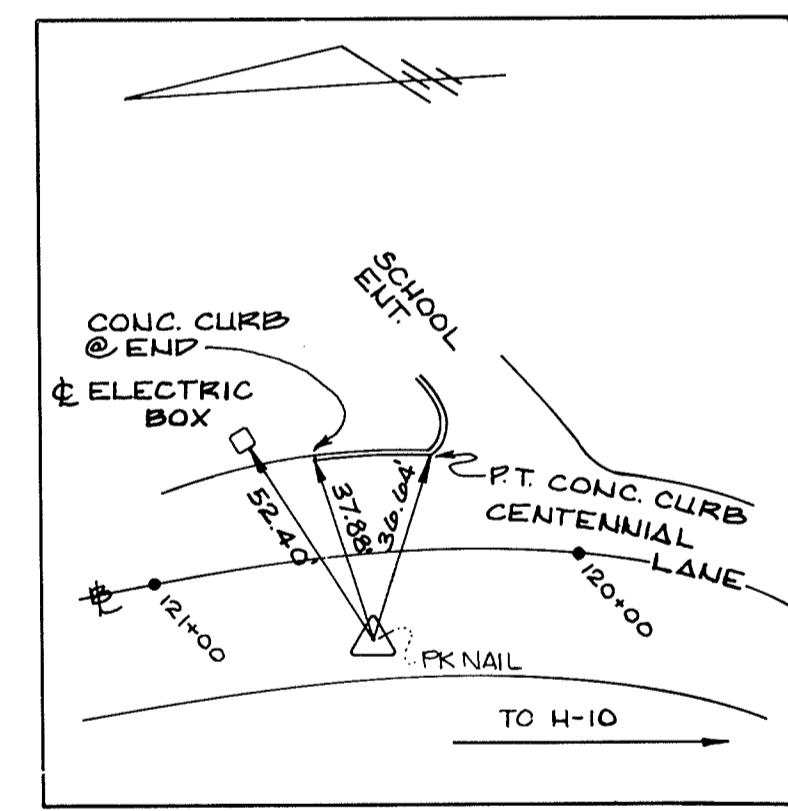 SCHOOL
ENT.
CONC. CURB
@ END
℄ ELECTRIC
BOX
52.40'
37.88'
36.64'
P.T. CONC. CURB
CENTENNIAL
LANE
℄
121+00
120+00
PK NAIL
TO H-10